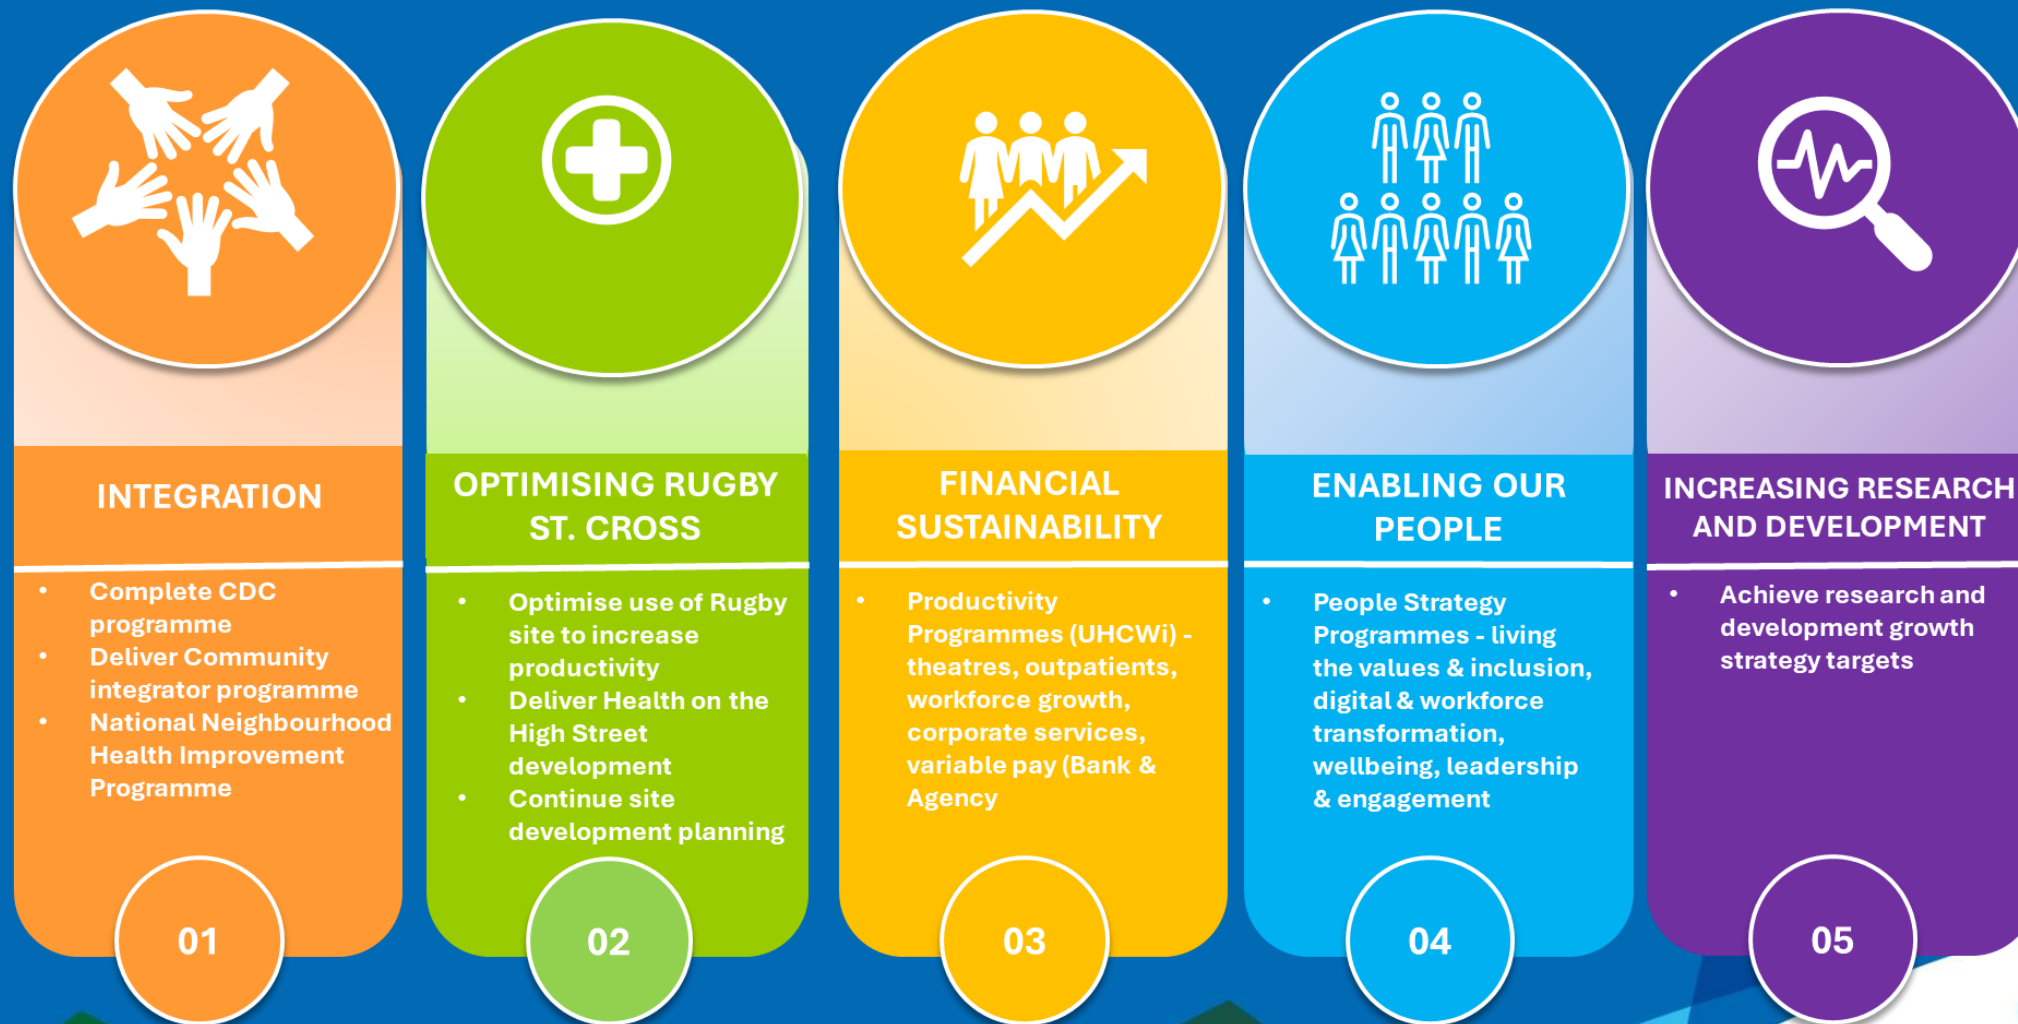 INTEGRATION
• Complete CDC
programme
• Deliver Community
integrator programme
• National Neighbourhood
Health Improvement
Programme
01
OPTIMISING RUGBY
ST. CROSS
• Optimise use of Rugby
site to increase
productivity
• Deliver Health on the
High Street
development
• Continue site
development planning
02
FINANCIAL
SUSTAINABILITY
• Productivity
Programmes (UHCWi) -
theatres, outpatients,
workforce growth,
corporate services,
variable pay (Bank &
Agency
03
ENABLING OUR
PEOPLE
• People Strategy
Programmes - living
the values & inclusion,
digital & workforce
transformation,
wellbeing, leadership
& engagement
04
INCREASING RESEARCH
AND DEVELOPMENT
• Achieve research and
development growth
strategy targets
05